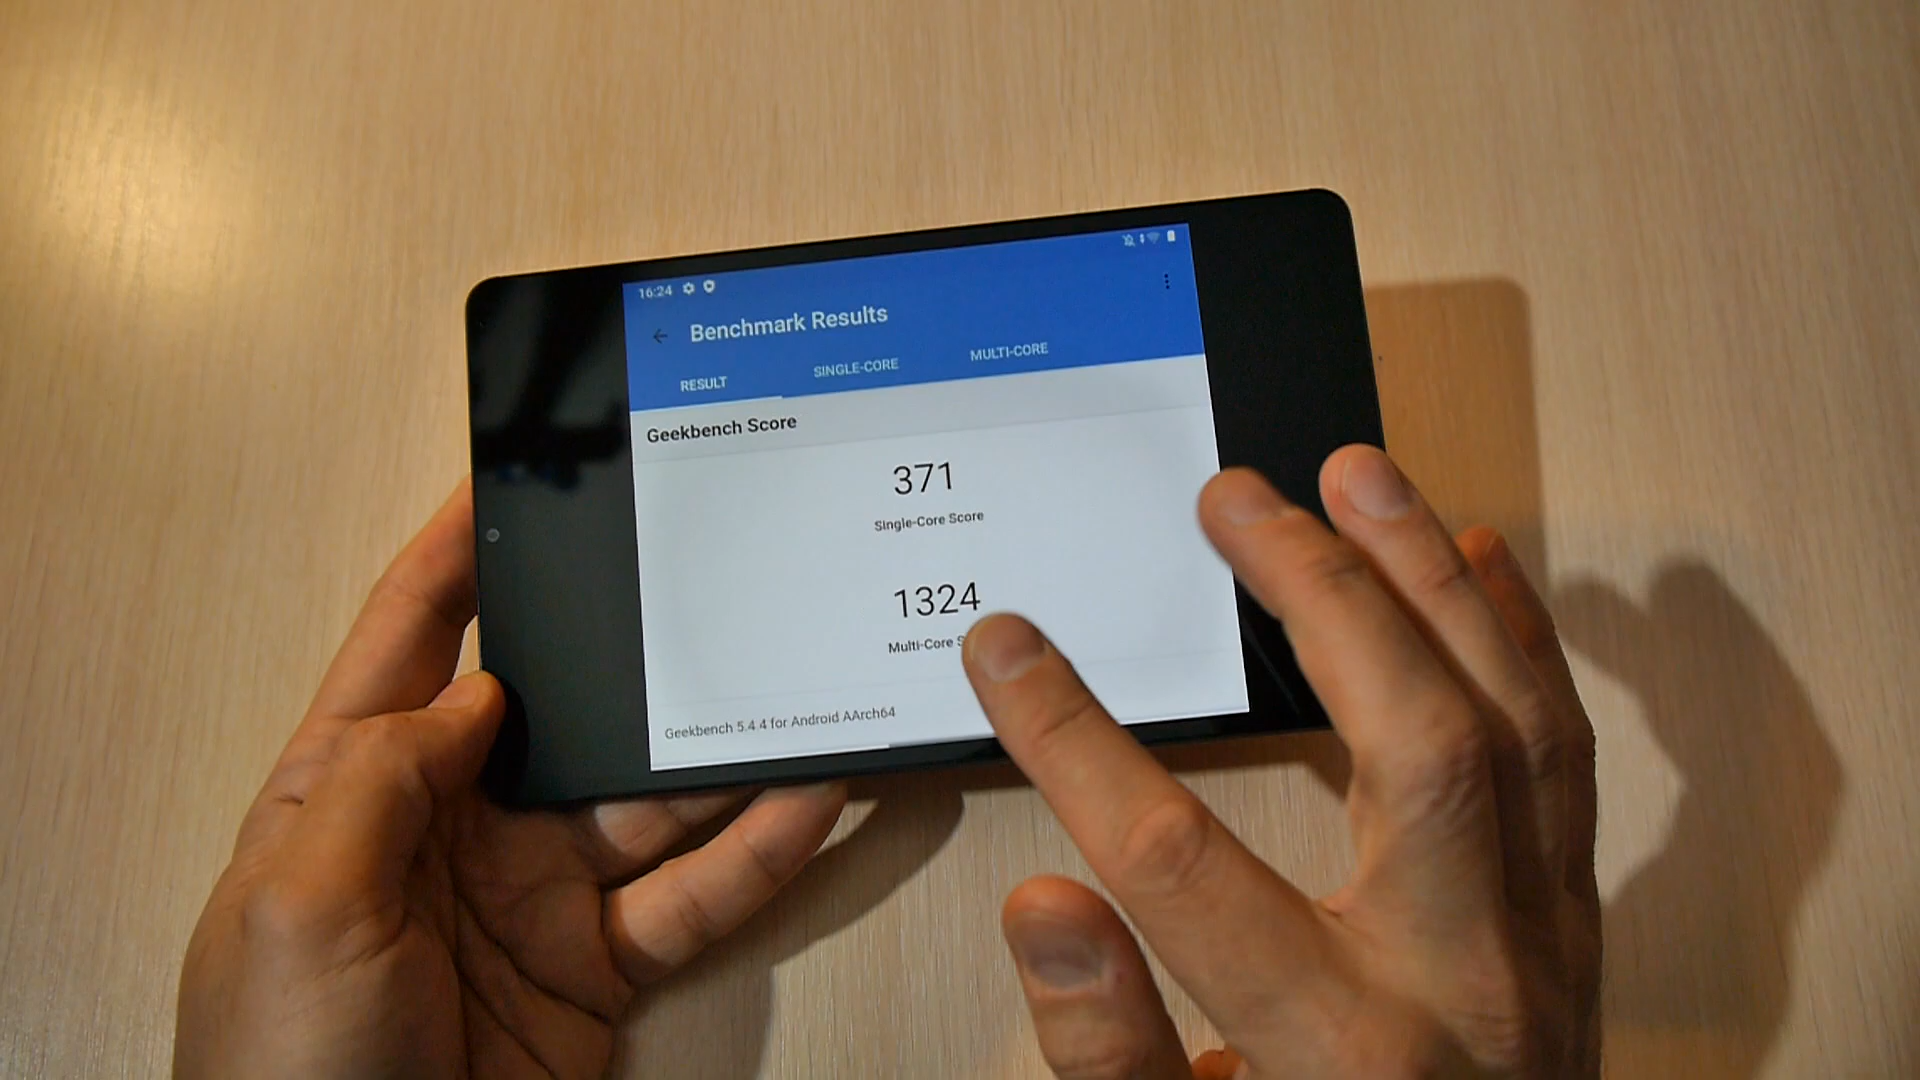 16:24
Benchmark Results
RESULT SINGLE-CORE MULTI-CORE
Geekbench Score
371
Single-Core Score
1324
Multi-Core S
Geekbench 5.4.4 for Android AArch64